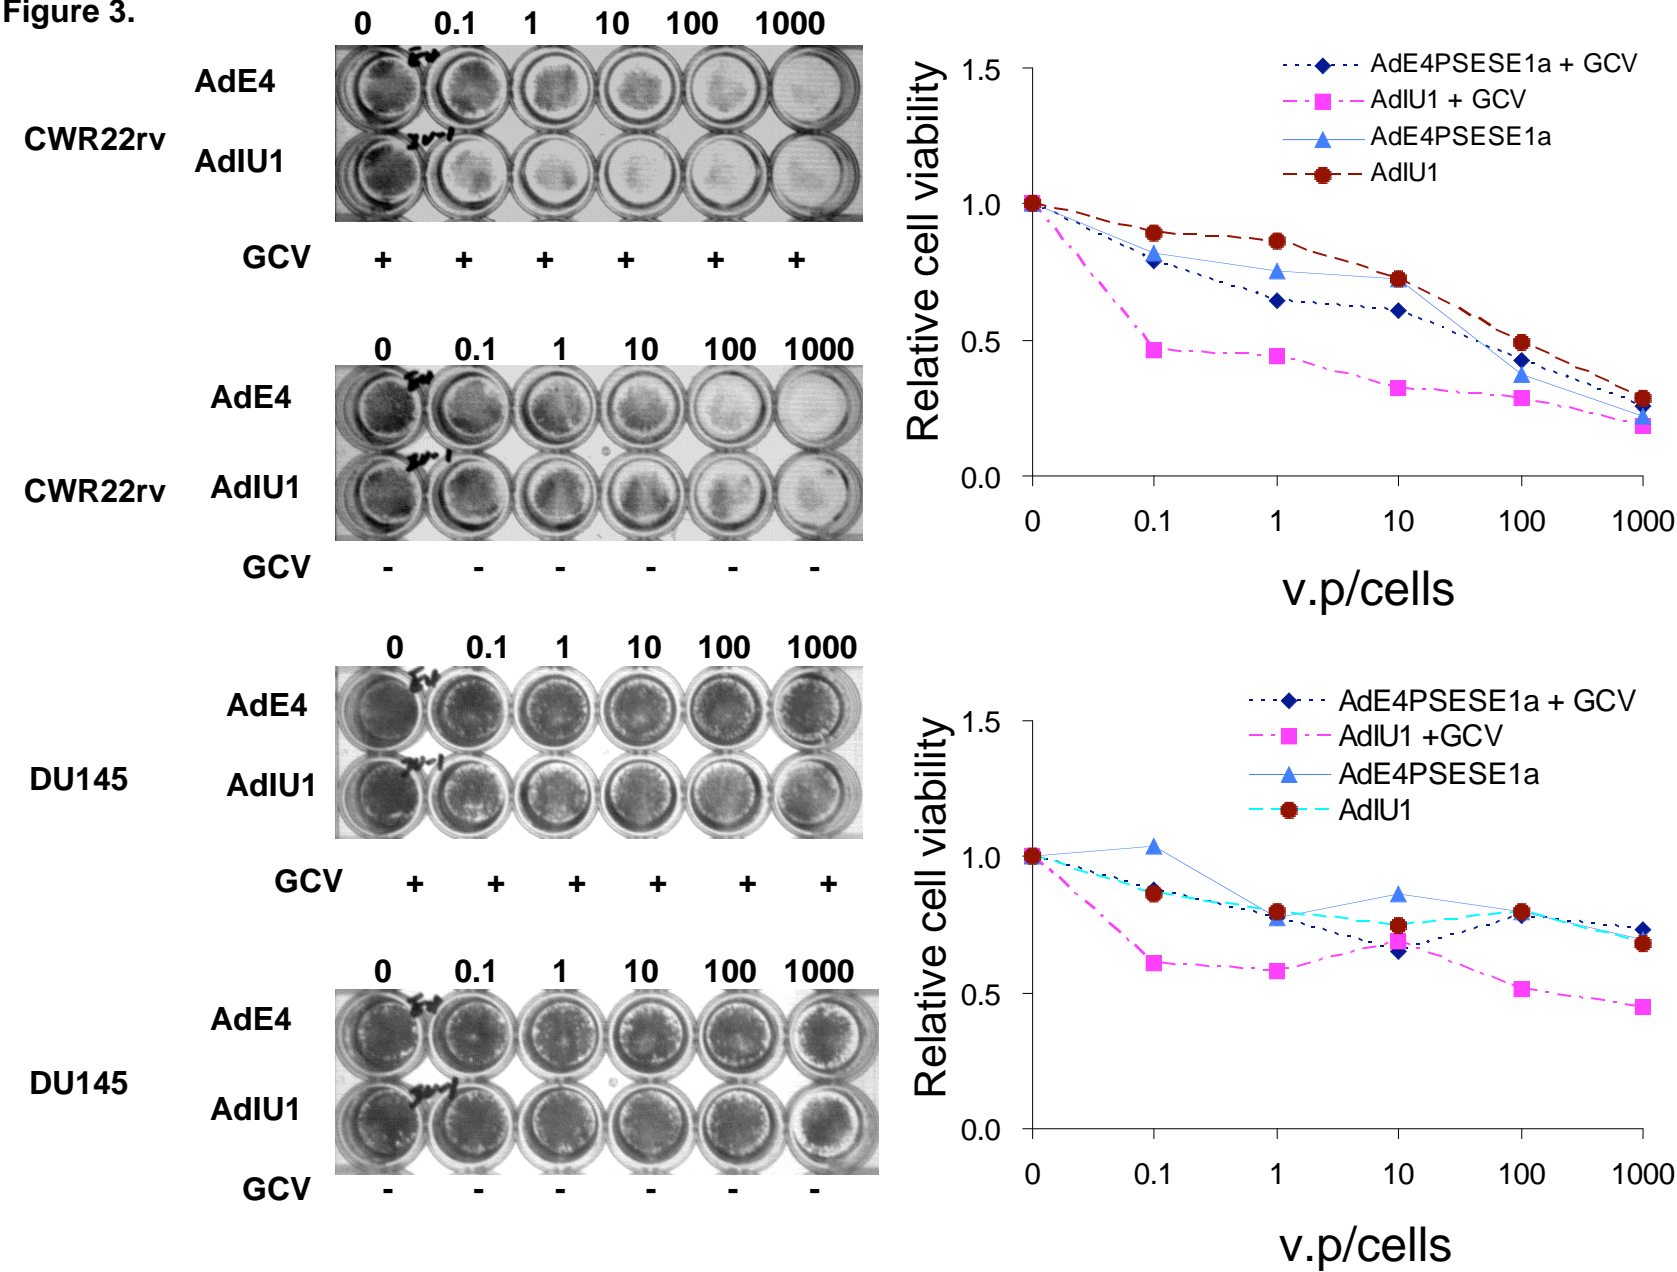 Figure 3.
0 0.1 1 10 100 1000
AdE4
CWR22rv
AdIU1
GCV + + + + + +
0 0.1 1 10 100 1000
AdE4
CWR22rv AdIU1
GCV - - - - - -
0 0.1 1 10 100 1000
AdE4
DU145 AdIU1
GCV + + + + + +
0 0.1 1 10 100 1000
AdE4
DU145 AdIU1
GCV - - - - - -
AdE4PSESE1a + GCV
AdIU1 + GCV
AdE4PSESE1a
AdIU1
Relative cell viability
1.5
1.0
0.5
0.0
0 0.1 1 10 100 1000
v.p/cells
AdE4PSESE1a + GCV
AdIU1 +GCV
AdE4PSESE1a
AdIU1
Relative cell viability
1.5
1.0
0.5
0.0
0 0.1 1 10 100 1000
v.p/cells